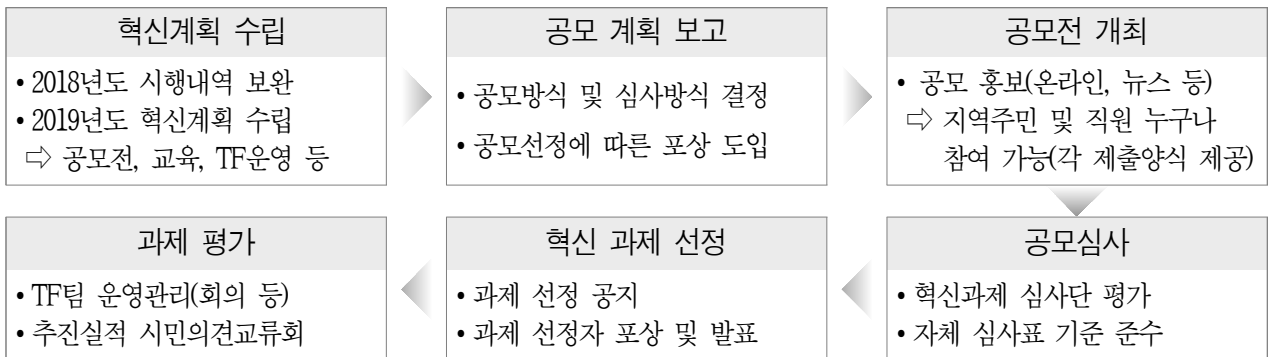 혁신계획 수립
• 2018년도 시행내역 보완
• 2019년도 혁신계획 수립
⇨ 공모전, 교육, TF운영 등
공모 계획 보고
• 공모방식 및 심사방식 결정
• 공모선정에 따른 포상 도입
공모전 개최
• 공모 홍보(온라인, 뉴스 등)
⇨ 지역주민 및 직원 누구나
참여 가능(각 제출양식 제공)
공모심사
• 혁신과제 심사단 평가
• 자체 심사표 기준 준수
혁신 과제 선정
• 과제 선정 공지
• 과제 선정자 포상 및 발표
과제 평가
• TF팀 운영관리(회의 등)
• 추진실적 시민의견교류회